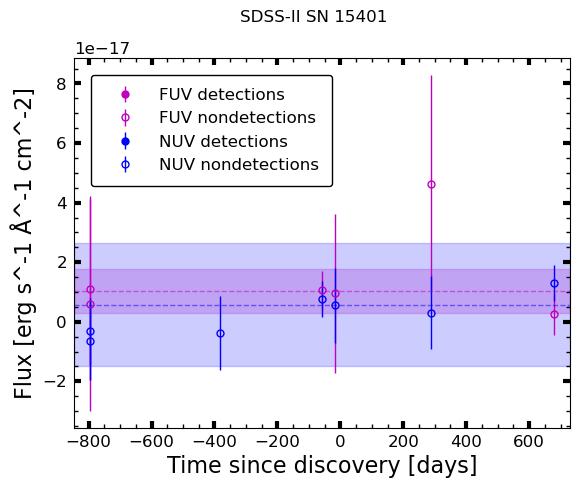 SDSS-II SN 15401
1e−17
FUV detections
FUV nondetections
NUV detections
NUV nondetections
8
6
4
2
0
−2
Flux [erg s^-1 Å^-1 cm^-2]
−800 −600 −400 −200 0 200 400 600
Time since discovery [days]